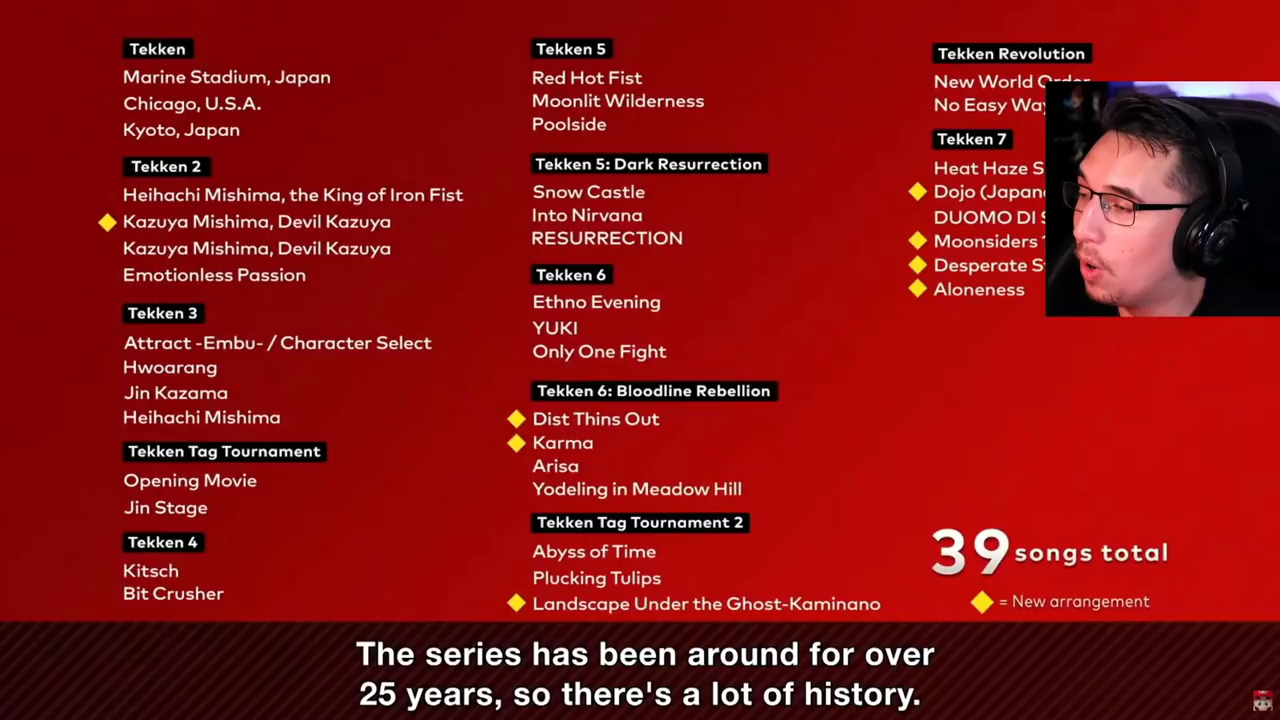 Tekken
Marine Stadium, Japan
Chicago, U.S.A.
Kyoto, Japan
Tekken 2
Heihachi Mishima, the King of Iron Fist
Kazuya Mishima, Devil Kazuya
Kazuya Mishima, Devil Kazuya
Emotionless Passion
Tekken 3
Attract -Embu- / Character Select
Hwoarang
Jin Kazama
Heihachi Mishima
Tekken Tag Tournament
Opening Movie
Jin Stage
Tekken 4
Kitsch
Bit Crusher
Tekken 5
Red Hot Fist
Moonlit Wilderness
Poolside
Tekken 5: Dark Resurrection
Snow Castle
Into Nirvana
RESURRECTION
Tekken 6
Ethno Evening
YUKI
Only One Fight
Tekken 6: Bloodline Rebellion
Dist Thins Out
Karma
Arisa
Yodeling in Meadow Hill
Tekken Tag Tournament 2
Abyss of Time
Plucking Tulips
Landscape Under the Ghost-Kaminano
Tekken Revolution
New World Order
No Easy Way
Tekken 7
Heat Haze
Dojo
DUOMO DI
Moonsiders
Desperate
Aloneness
39 songs total
= New arrangement
The series has been around for over
25 years, so there's a lot of history.